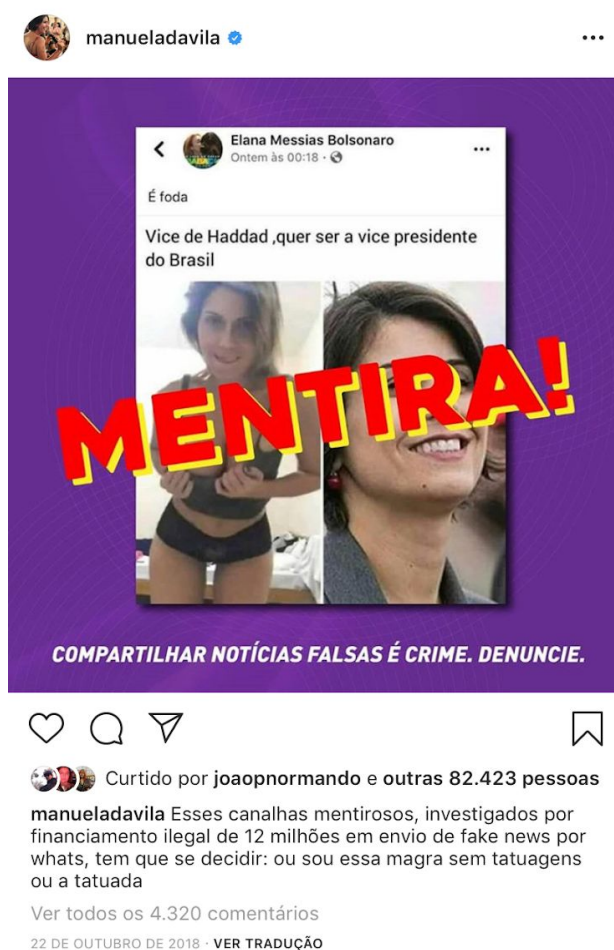 manueladavila
Elana Messias Bolsonaro
Ontem às 00:18 ·
É foda
Vice de Haddad ,quer ser a vice presidente
do Brasil
MENTIRA!
COMPARTILHAR NOTÍCIAS FALSAS É CRIME. DENUNCIE.
Curtido por joaopnormando e outras 82.423 pessoas
manueladavila Esses canalhas mentirosos, investigados por
financiamento ilegal de 12 milhões em envio de fake news por
whats, tem que se decidir: ou sou essa magra sem tatuagens
ou a tatuada
Ver todos os 4.320 comentários
22 DE OUTUBRO DE 2018 · VER TRADUÇÃO